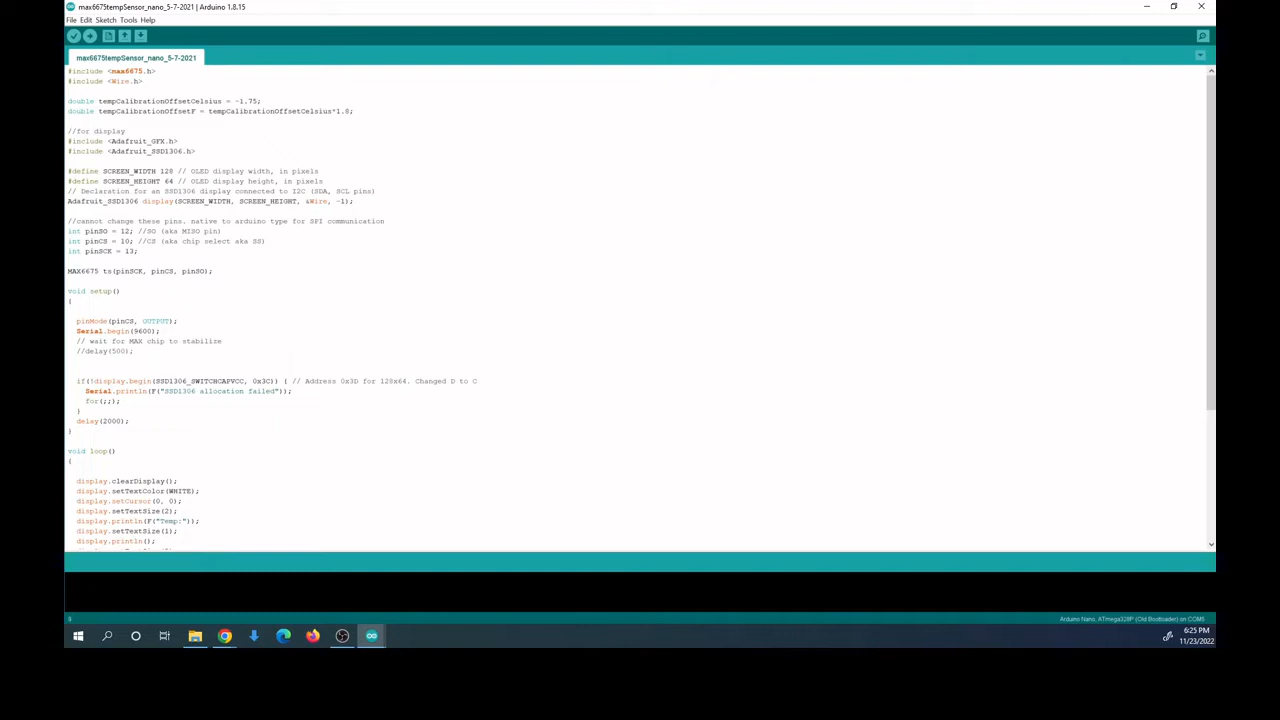 max6675tempSensor_nano_5-7-2021 | Arduino 1.8.15
File Edit Sketch Tools Help
max6675tempSensor_nano_5-7-2021
#include <max6675.h>
#include <Wire.h>
double tempCalibrationOffsetCelsius = -1.75;
double tempCalibrationOffsetF = tempCalibrationOffsetCelsius*1.8;
//for display
#include <Adafruit_GFX.h>
#include <Adafruit_SSD1306.h>
#define SCREEN_WIDTH 128 // OLED display width, in pixels
#define SCREEN_HEIGHT 64 // OLED display height, in pixels
// Declaration for an SSD1306 display connected to I2C (SDA, SCL pins)
Adafruit_SSD1306 display(SCREEN_WIDTH, SCREEN_HEIGHT, &Wire, -1);
//cannot change these pins. native to arduino type for SPI communication
int pinSO = 12; //SO (aka MISO pin)
int pinCS = 10; //CS (aka chip select aka SS)
int pinSCK = 13;
MAX6675 ts(pinSCK, pinCS, pinSO);
void setup()
{
pinMode(pinCS, OUTPUT);
Serial.begin(9600);
// wait for MAX chip to stabilize
//delay(500);
if(!display.begin(SSD1306_SWITCHCAPVCC, 0x3C)) { // Address 0x3D for 128x64. Changed D to C
Serial.println(F("SSD1306 allocation failed"));
for(;;);
}
delay(2000);
}
void loop()
{
display.clearDisplay();
display.setTextColor(WHITE);
display.setCursor(0, 0);
display.setTextSize(2);
display.println(F("Temp:"));
display.setTextSize(1);
display.println();
Arduino Nano, ATmega328P (Old Bootloader) on COM5
6:25 PM
11/23/2022